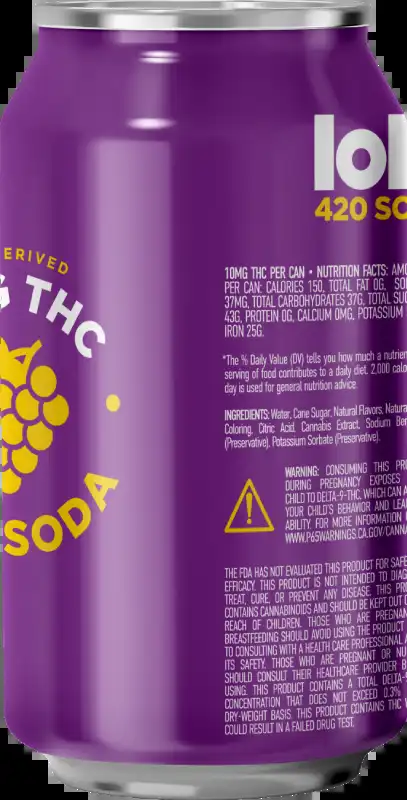 ERIVED
G THC
SODA
lol
420 SO
10MG THC PER CAN • NUTRITION FACTS: AMO
PER CAN: CALORIES 150, TOTAL FAT 0G, SOD
37MG, TOTAL CARBOHYDRATES 37G, TOTAL SUG
43G, PROTEIN 0G, CALCIUM 0MG, POTASSIUM
IRON 25G.
*The % Daily Value (DV) tells you how much a nutrien
serving of food contributes to a daily diet. 2,000 calo
day is used for general nutrition advice.
INGREDIENTS: Water, Cane Sugar, Natural Flavors, Natura
Coloring, Citric Acid, Cannabis Extract, Sodium Ben
(Preservative), Potassium Sorbate (Preservative).
WARNING: CONSUMING THIS PRO
DURING PREGNANCY EXPOSES
CHILD TO DELTA-9-THC, WHICH CAN A
YOUR CHILD'S BEHAVIOR AND LEA
ABILITY. FOR MORE INFORMATION
WWW.P65WARNINGS.CA.GOV/CANNA
THE FDA HAS NOT EVALUATED THIS PRODUCT FOR SAFE
EFFICACY. THIS PRODUCT IS NOT INTENDED TO DIAG
TREAT, CURE, OR PREVENT ANY DISEASE. THIS PRO
CONTAINS CANNABINOIDS AND SHOULD BE KEPT OUT O
REACH OF CHILDREN. THOSE WHO ARE PREGNAN
BREASTFEEDING SHOULD AVOID USING THE PRODUCT
TO CONSULTING WITH A HEALTH CARE PROFESSIONAL A
ITS SAFETY. THOSE WHO ARE PREGNANT OR NU
SHOULD CONSULT THEIR HEALTHCARE PROVIDER B
USING. THIS PRODUCT CONTAINS A TOTAL DELTA-9
CONCENTRATION THAT DOES NOT EXCEED 0.3%
DRY-WEIGHT BASIS. THIS PRODUCT CONTAINS THC W
COULD RESULT IN A FAILED DRUG TEST.